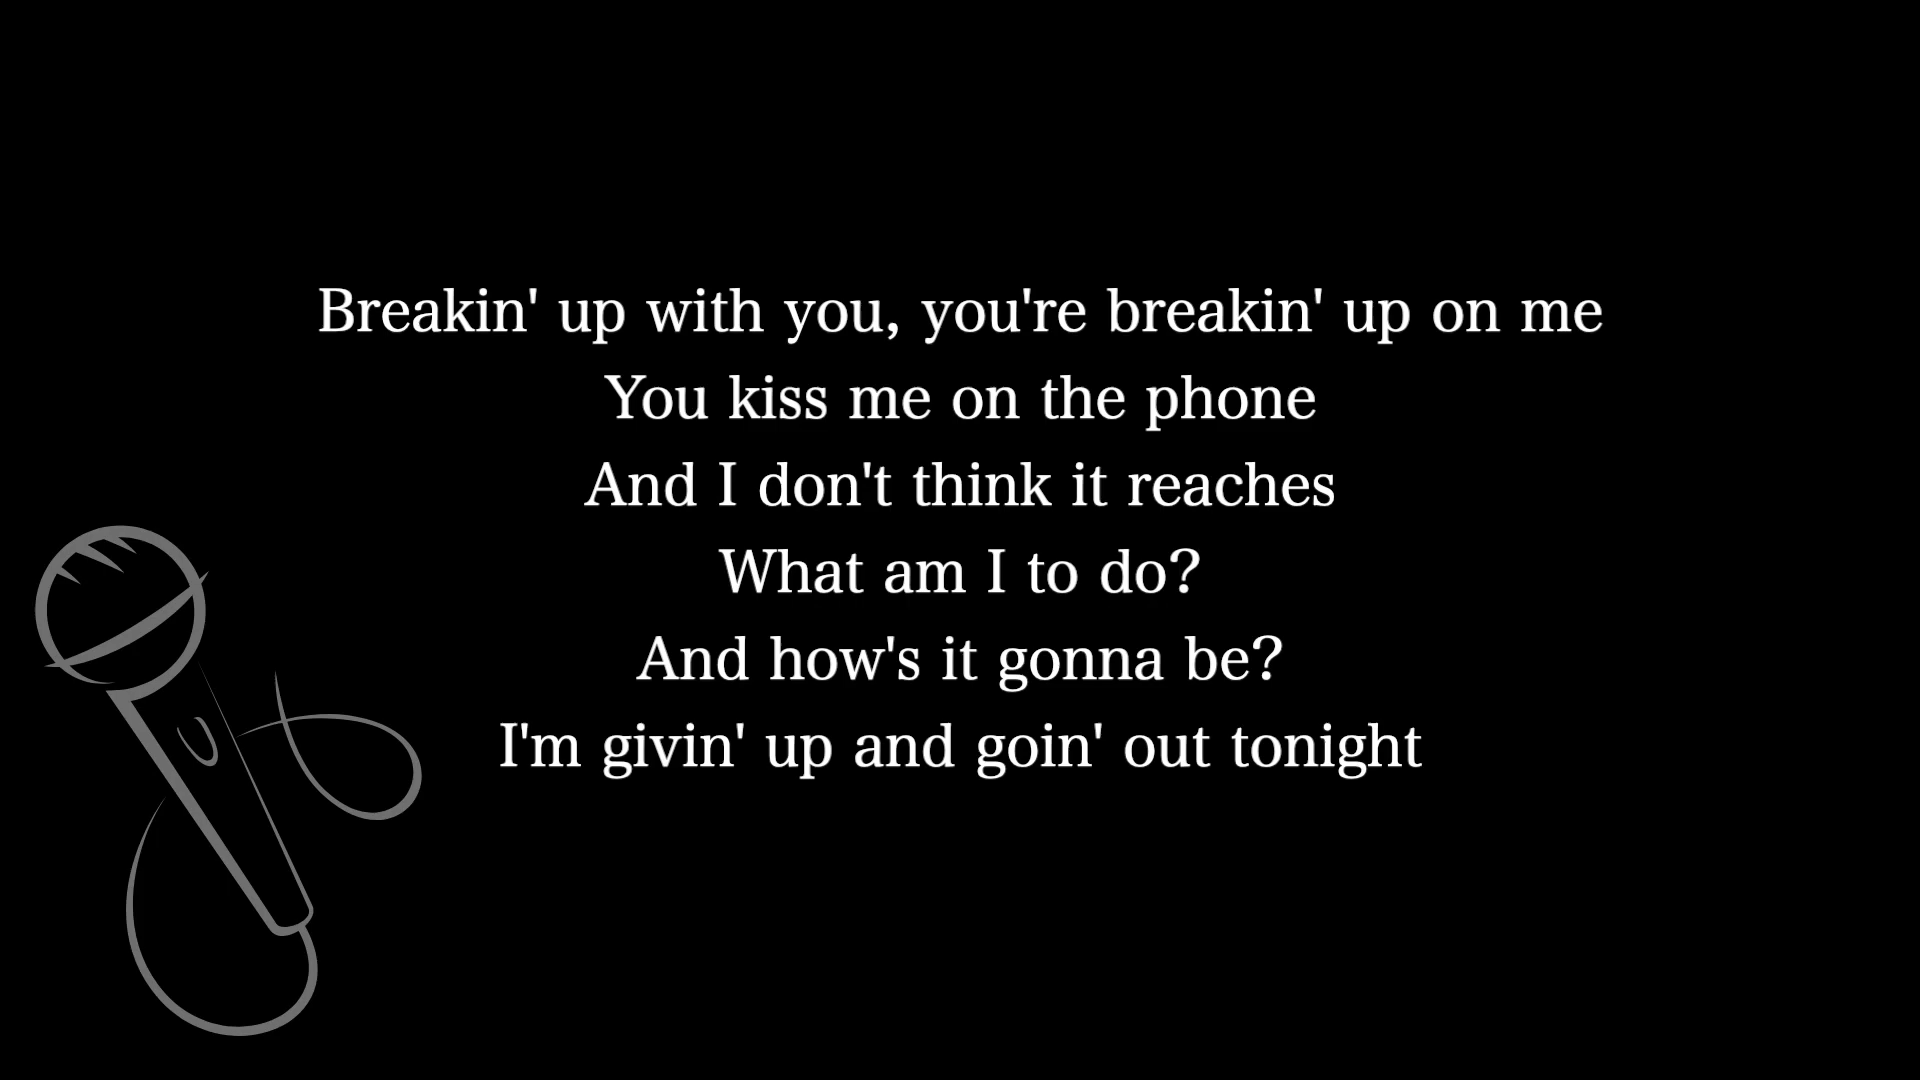 Breakin' up with you, you're breakin' up on me
You kiss me on the phone
And I don't think it reaches
What am I to do?
And how's it gonna be?
I'm givin' up and goin' out tonight